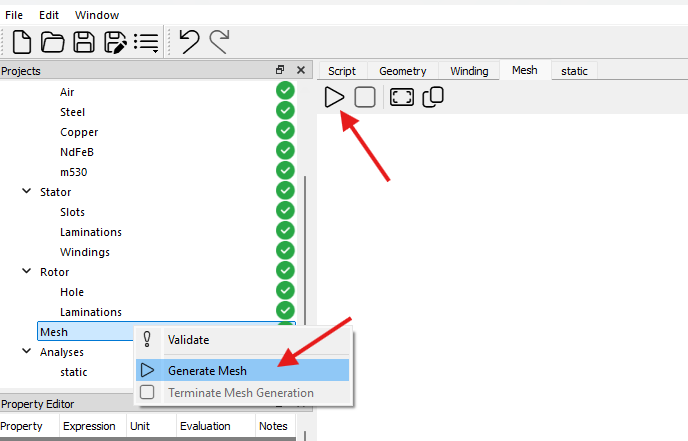 File Edit Window
Projects
Script Geometry Winding Mesh static
Air
Steel
Copper
NdFeB
m530
Stator
Slots
Laminations
Windings
Rotor
Hole
Laminations
Mesh
Validate
Analyses
Generate Mesh
static
Terminate Mesh Generation
Property Editor
Property Expression Unit Evaluation Notes